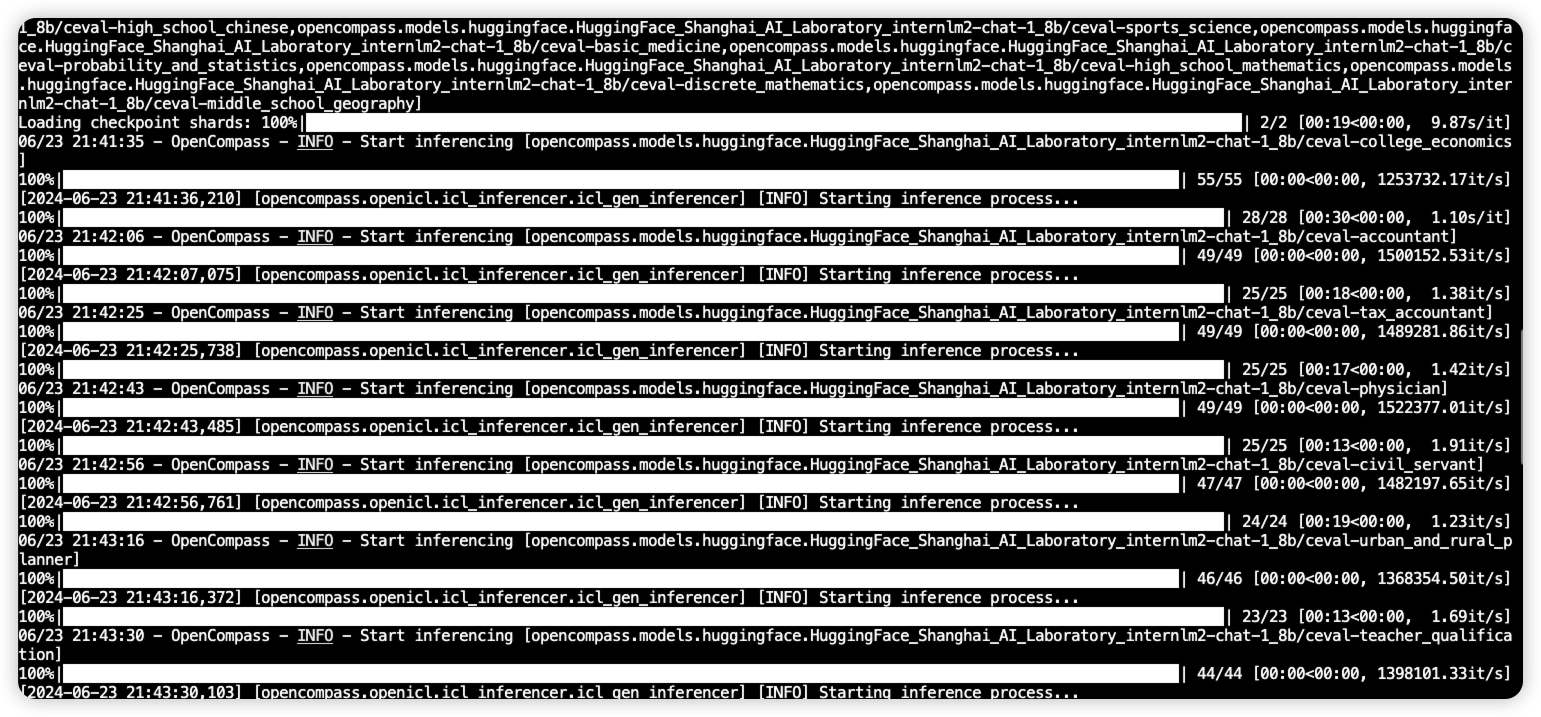 1_8b/ceval-high_school_chinese,opencompass.models.huggingface.HuggingFace_Shanghai_AI_Laboratory_internlm2-chat-1_8b/ceval-sports_science,opencompass.models.huggingfa
ce.HuggingFace_Shanghai_AI_Laboratory_internlm2-chat-1_8b/ceval-basic_medicine,opencompass.models.huggingface.HuggingFace_Shanghai_AI_Laboratory_internlm2-chat-1_8b/c
eval-probability_and_statistics,opencompass.models.huggingface.HuggingFace_Shanghai_AI_Laboratory_internlm2-chat-1_8b/ceval-high_school_mathematics,opencompass.models
.huggingface.HuggingFace_Shanghai_AI_Laboratory_internlm2-chat-1_8b/ceval-discrete_mathematics,opencompass.models.huggingface.HuggingFace_Shanghai_AI_Laboratory_inter
nlm2-chat-1_8b/ceval-middle_school_geography]
Loading checkpoint shards: 100%|| 2/2 [00:19<00:00,  9.87s/it]
06/23 21:41:35 - OpenCompass - INFO - Start inferencing [opencompass.models.huggingface.HuggingFace_Shanghai_AI_Laboratory_internlm2-chat-1_8b/ceval-college_economics
]
100%|| 55/55 [00:00<00:00, 1253732.17it/s]
[2024-06-23 21:41:36,210] [opencompass.openicl.icl_inferencer.icl_gen_inferencer] [INFO] Starting inference process...
100%|| 28/28 [00:30<00:00,  1.10s/it]
06/23 21:42:06 - OpenCompass - INFO - Start inferencing [opencompass.models.huggingface.HuggingFace_Shanghai_AI_Laboratory_internlm2-chat-1_8b/ceval-accountant]
100%|| 49/49 [00:00<00:00, 1500152.53it/s]
[2024-06-23 21:42:07,075] [opencompass.openicl.icl_inferencer.icl_gen_inferencer] [INFO] Starting inference process...
100%|| 25/25 [00:18<00:00,  1.38it/s]
06/23 21:42:25 - OpenCompass - INFO - Start inferencing [opencompass.models.huggingface.HuggingFace_Shanghai_AI_Laboratory_internlm2-chat-1_8b/ceval-tax_accountant]
100%|| 49/49 [00:00<00:00, 1489281.86it/s]
[2024-06-23 21:42:25,738] [opencompass.openicl.icl_inferencer.icl_gen_inferencer] [INFO] Starting inference process...
100%|| 25/25 [00:17<00:00,  1.42it/s]
06/23 21:42:43 - OpenCompass - INFO - Start inferencing [opencompass.models.huggingface.HuggingFace_Shanghai_AI_Laboratory_internlm2-chat-1_8b/ceval-physician]
100%|| 49/49 [00:00<00:00, 1522377.01it/s]
[2024-06-23 21:42:43,485] [opencompass.openicl.icl_inferencer.icl_gen_inferencer] [INFO] Starting inference process...
100%|| 25/25 [00:13<00:00,  1.91it/s]
06/23 21:42:56 - OpenCompass - INFO - Start inferencing [opencompass.models.huggingface.HuggingFace_Shanghai_AI_Laboratory_internlm2-chat-1_8b/ceval-civil_servant]
100%|| 47/47 [00:00<00:00, 1482197.65it/s]
[2024-06-23 21:42:56,761] [opencompass.openicl.icl_inferencer.icl_gen_inferencer] [INFO] Starting inference process...
100%|| 24/24 [00:19<00:00,  1.23it/s]
06/23 21:43:16 - OpenCompass - INFO - Start inferencing [opencompass.models.huggingface.HuggingFace_Shanghai_AI_Laboratory_internlm2-chat-1_8b/ceval-urban_and_rural_p
lanner]
100%|| 46/46 [00:00<00:00, 1368354.50it/s]
[2024-06-23 21:43:16,372] [opencompass.openicl.icl_inferencer.icl_gen_inferencer] [INFO] Starting inference process...
100%|| 23/23 [00:13<00:00,  1.69it/s]
06/23 21:43:30 - OpenCompass - INFO - Start inferencing [opencompass.models.huggingface.HuggingFace_Shanghai_AI_Laboratory_internlm2-chat-1_8b/ceval-teacher_qualifica
tion]
100%|| 44/44 [00:00<00:00, 1398101.33it/s]
[2024-06-23 21:43:30,103] [opencompass.openicl.icl_inferencer.icl_gen_inferencer] [INFO] Starting inference process...